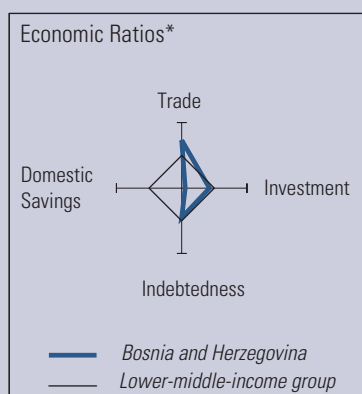 Economic Ratios*
Trade
Domestic
Savings
Investment
Indebtedness
Bosnia and Herzegovina
Lower-middle-income group